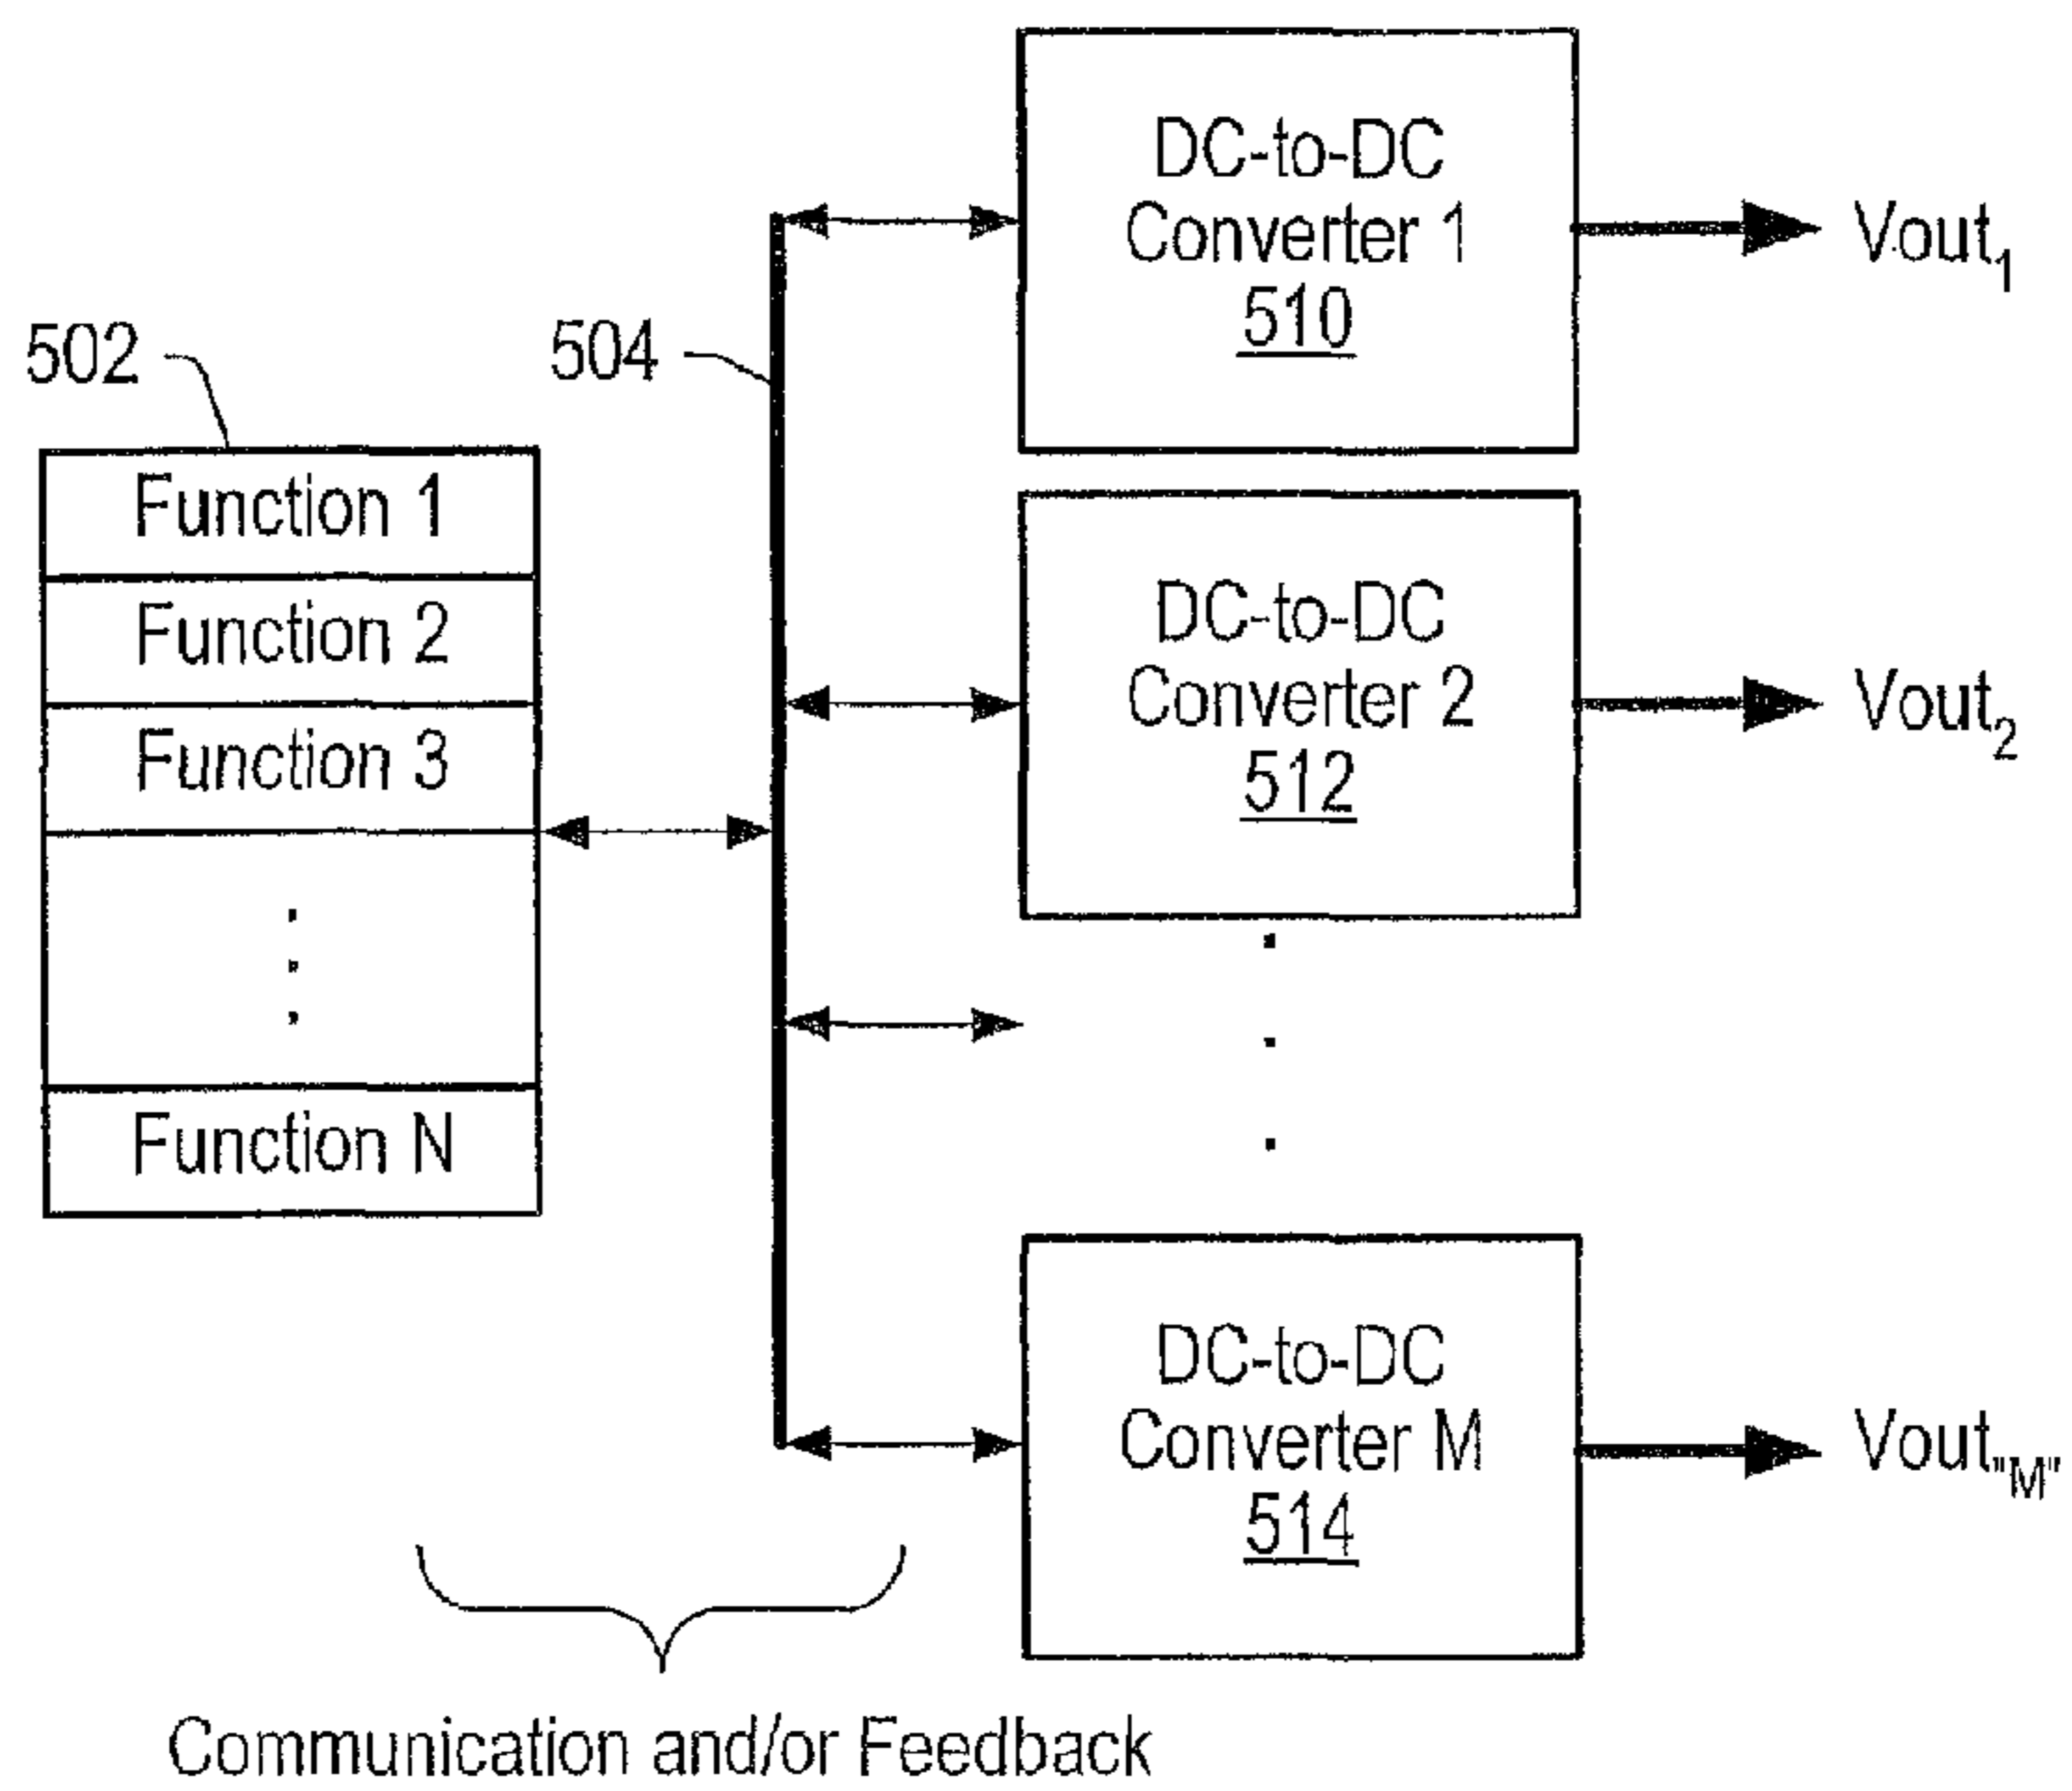 DC-to-DC
Converter 1
510
Vout1
502
504
Function 1
Function 2
Function 3
Function N
DC-to-DC
Converter 2
512
Vout2
DC-to-DC
Converter M
514
Vout"M"
Communication and/or Feedback